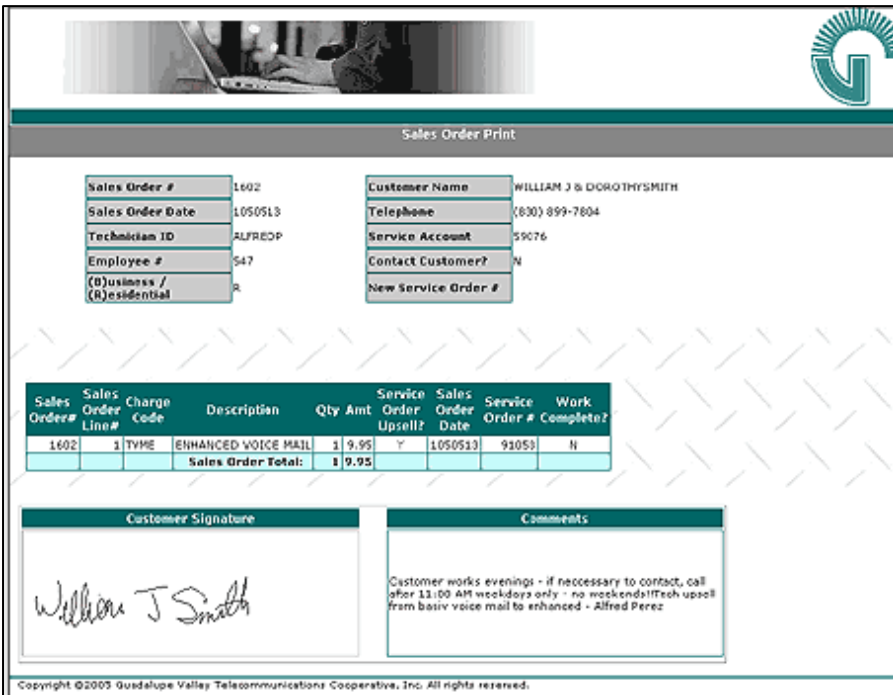 Sales Order Print
Sales Order # 1602 Customer Name WILLIAM J & DOROTHYSMITH
Sales Order Date 1050513 Telephone (830) 899-7804
Technician ID ALFREDP Service Account 59076
Employee # 547 Contact Customer? N
(B)usiness / (R)esidential R New Service Order #
Sales Order# Sales Order Line# Charge Code Description Qty Amt Service Order Upsell? Sales Order Date Service Order # Work Complete?
1602 1 TVME ENHANCED VOICE MAIL 1 9.95 Y 1050513 91053 N
Sales Order Total: 1 9.95
Customer Signature Comments
William J Smith
Customer works evenings - if neccessary to contact, call
after 11:00 AM weekdays only - no weekends!!Tech upsell
from basiv voice mail to enhanced - Alfred Perez
Copyright ©2005 Guadalupe Valley Telecommunications Cooperative, Inc. All rights reserved.